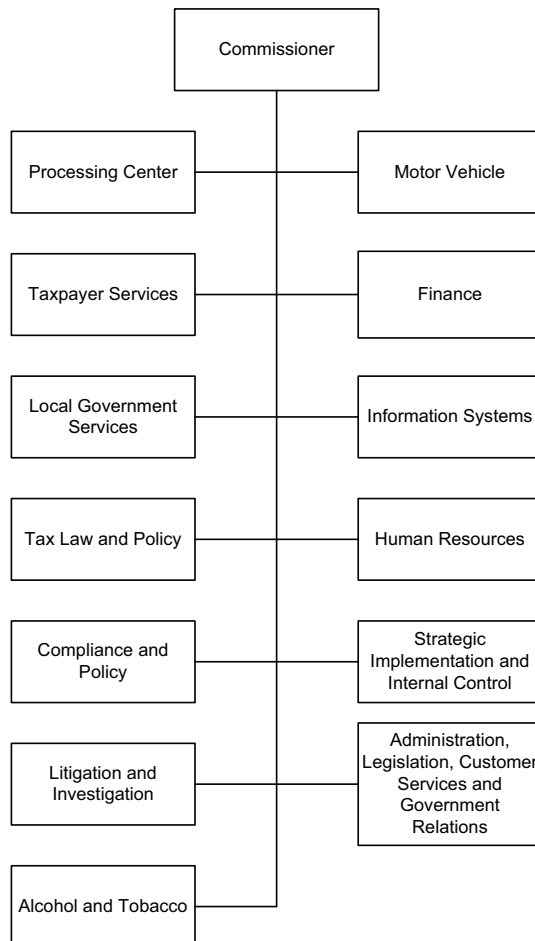 Commissioner
Processing Center
Motor Vehicle
Taxpayer Services
Finance
Local Government
Services
Information Systems
Tax Law and Policy
Human Resources
Compliance and
Policy
Strategic
Implementation and
Internal Control
Litigation and
Investigation
Administration,
Legislation, Customer
Services and
Government
Relations
Alcohol and Tobacco